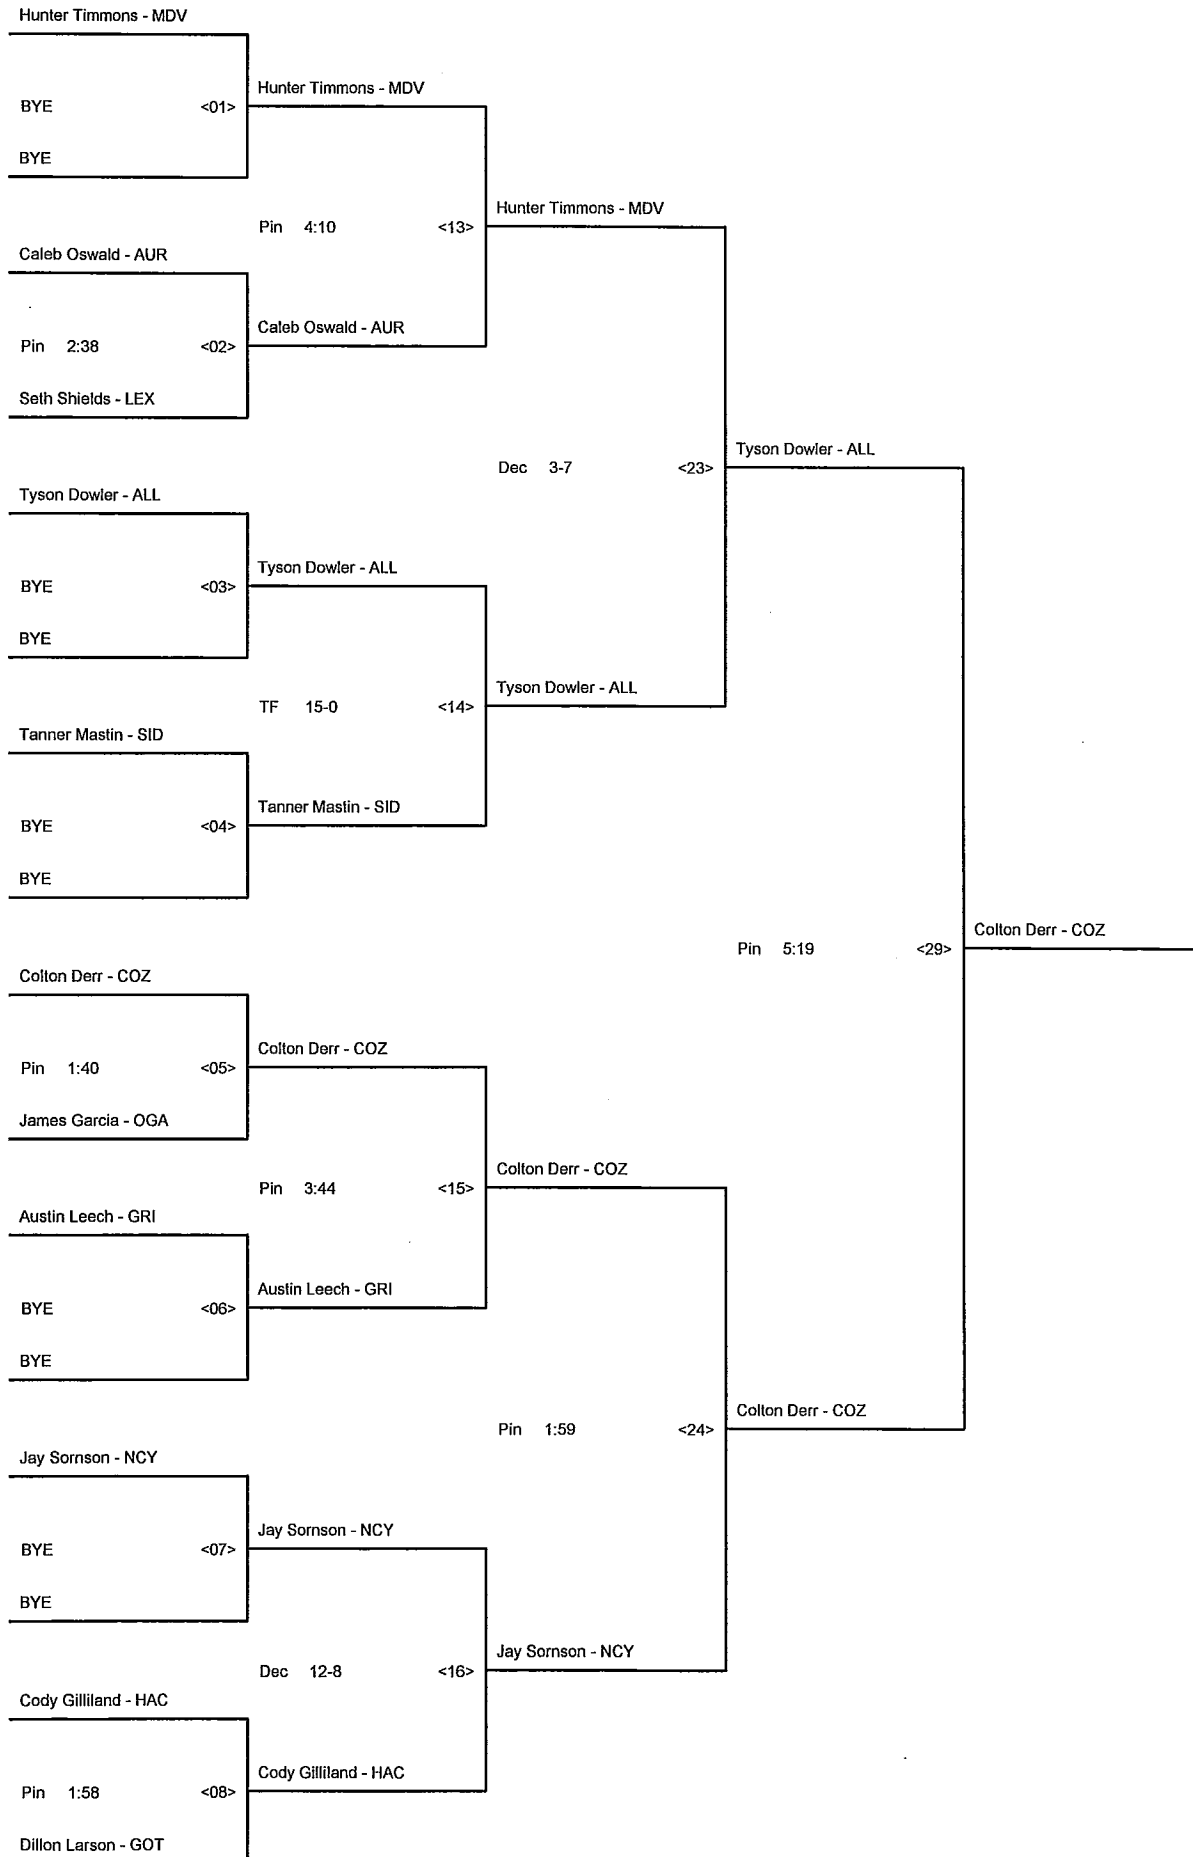 Hunter Timmons - MDV
Hunter Timmons - MDV
BYE <01>
BYE
Hunter Timmons - MDV
Pin 4:10 <13>
Caleb Oswald - AUR
Caleb Oswald - AUR
Pin 2:38 <02>
Seth Shields - LEX
Tyson Dowler - ALL
Dec 3-7 <23>
Tyson Dowler - ALL
Tyson Dowler - ALL
BYE <03>
BYE
Tyson Dowler - ALL
TF 15-0 <14>
Tanner Mastin - SID
Tanner Mastin - SID
BYE <04>
BYE
Colton Derr - COZ
Pin 5:19 <29>
Colton Derr - COZ
Colton Derr - COZ
Pin 1:40 <05>
James Garcia - OGA
Colton Derr - COZ
Pin 3:44 <15>
Austin Leech - GRI
Austin Leech - GRI
BYE <06>
BYE
Colton Derr - COZ
Pin 1:59 <24>
Jay Sornson - NCY
Jay Sornson - NCY
BYE <07>
BYE
Jay Sornson - NCY
Dec 12-8 <16>
Cody Gilliland - HAC
Cody Gilliland - HAC
Pin 1:58 <08>
Dillon Larson - GOT